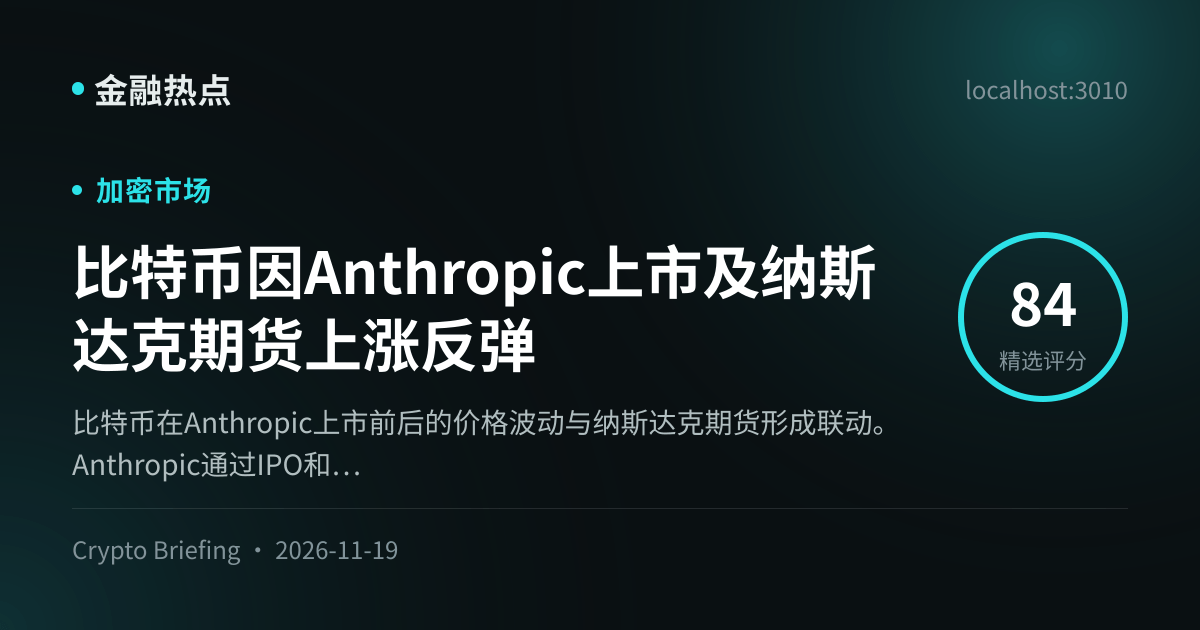 金融热点
localhost:3010
加密市场
比特币因Anthropic上市及纳斯
达克期货上涨反弹
84
精选评分
比特币在Anthropic上市前后的价格波动与纳斯达克期货形成联动。
Anthropic通过IPO和…
Crypto Briefing · 2026-11-19